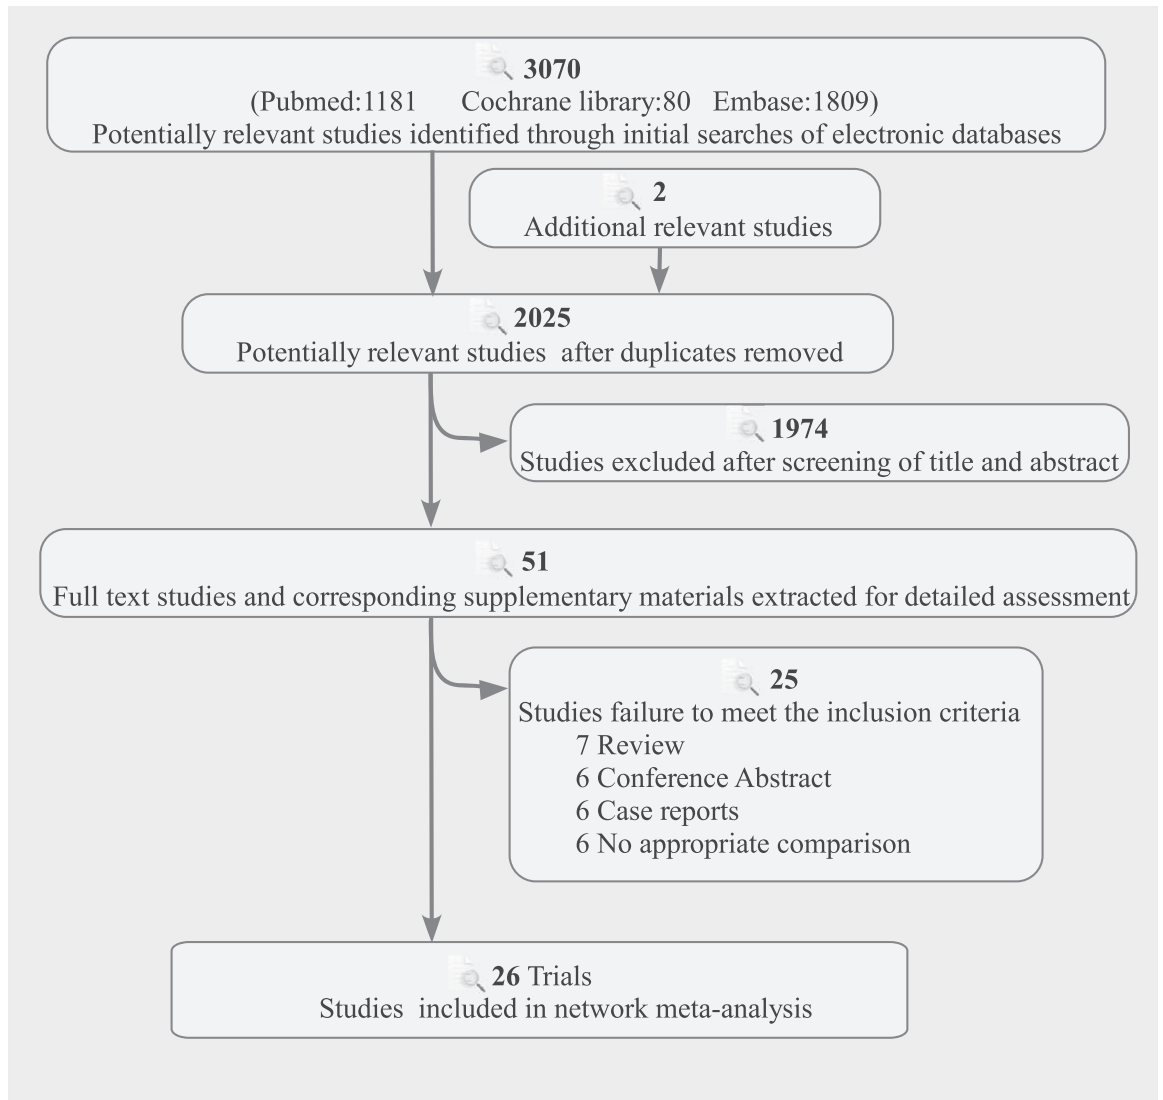 3070
(Pubmed:1181 Cochrane library:80 Embase:1809)
Potentially relevant studies identified through initial searches of electronic databases
2
Additional relevant studies
2025
Potentially relevant studies after duplicates removed
1974
Studies excluded after screening of title and abstract
51
Full text studies and corresponding supplementary materials extracted for detailed assessment
25
Studies failure to meet the inclusion criteria
7 Review
6 Conference Abstract
6 Case reports
6 No appropriate comparison
26 Trials
Studies included in network meta-analysis